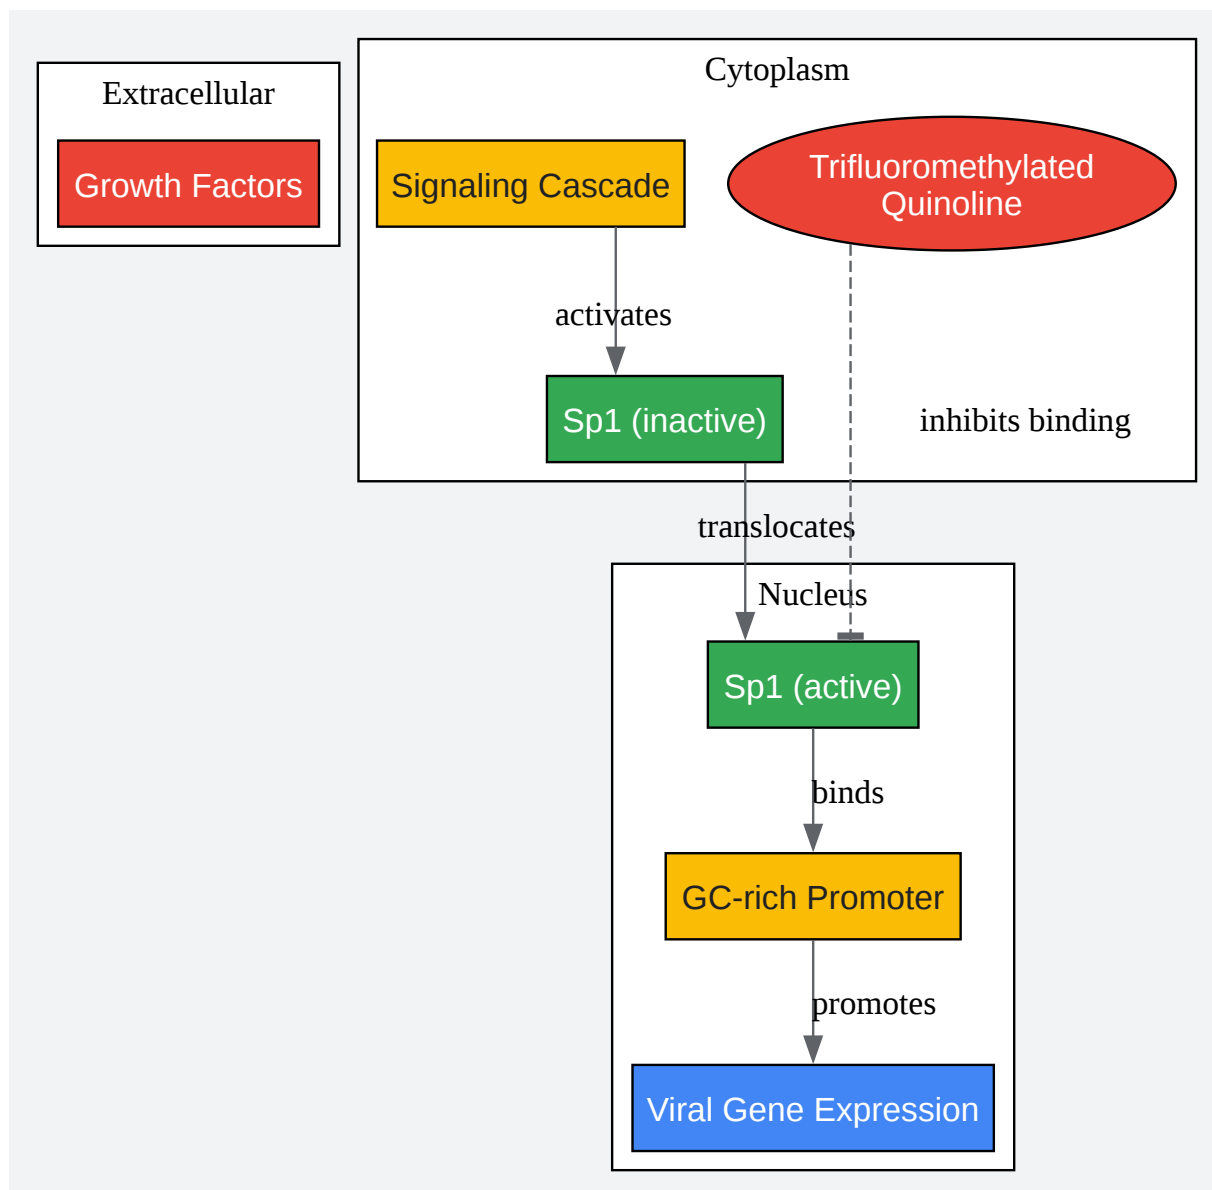 Extracellular
Growth Factors
Cytoplasm
Signaling Cascade
Trifluoromethylated
Quinoline
activates
Sp1 (inactive)
inhibits binding
translocates
Nucleus
Sp1 (active)
binds
GC-rich Promoter
promotes
Viral Gene Expression